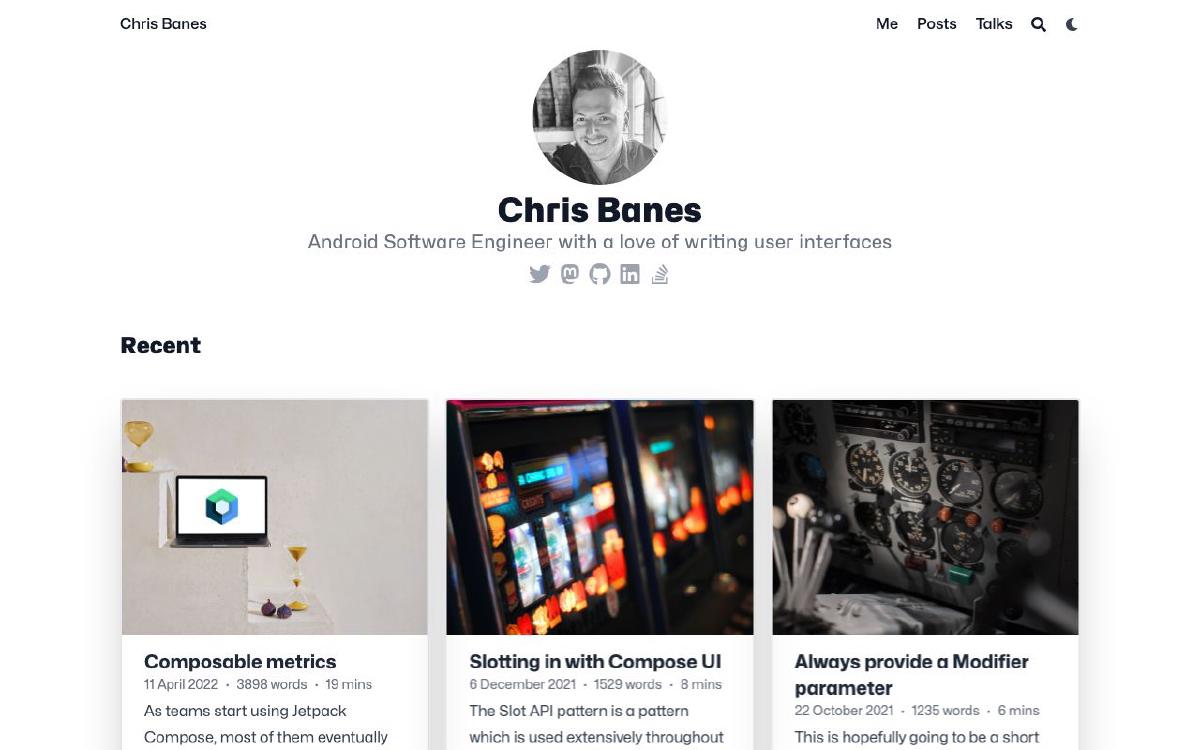 Chris Banes
Me Posts Talks
Chris Banes
Android Software Engineer with a love of writing user interfaces
Recent
Composable metrics
11 April 2022 · 3898 words · 19 mins
As teams start using Jetpack
Compose, most of them eventually
Slotting in with Compose UI
6 December 2021 · 1529 words · 8 mins
The Slot API pattern is a pattern
which is used extensively throughout
Always provide a Modifier
parameter
22 October 2021 · 1235 words · 6 mins
This is hopefully going to be a short